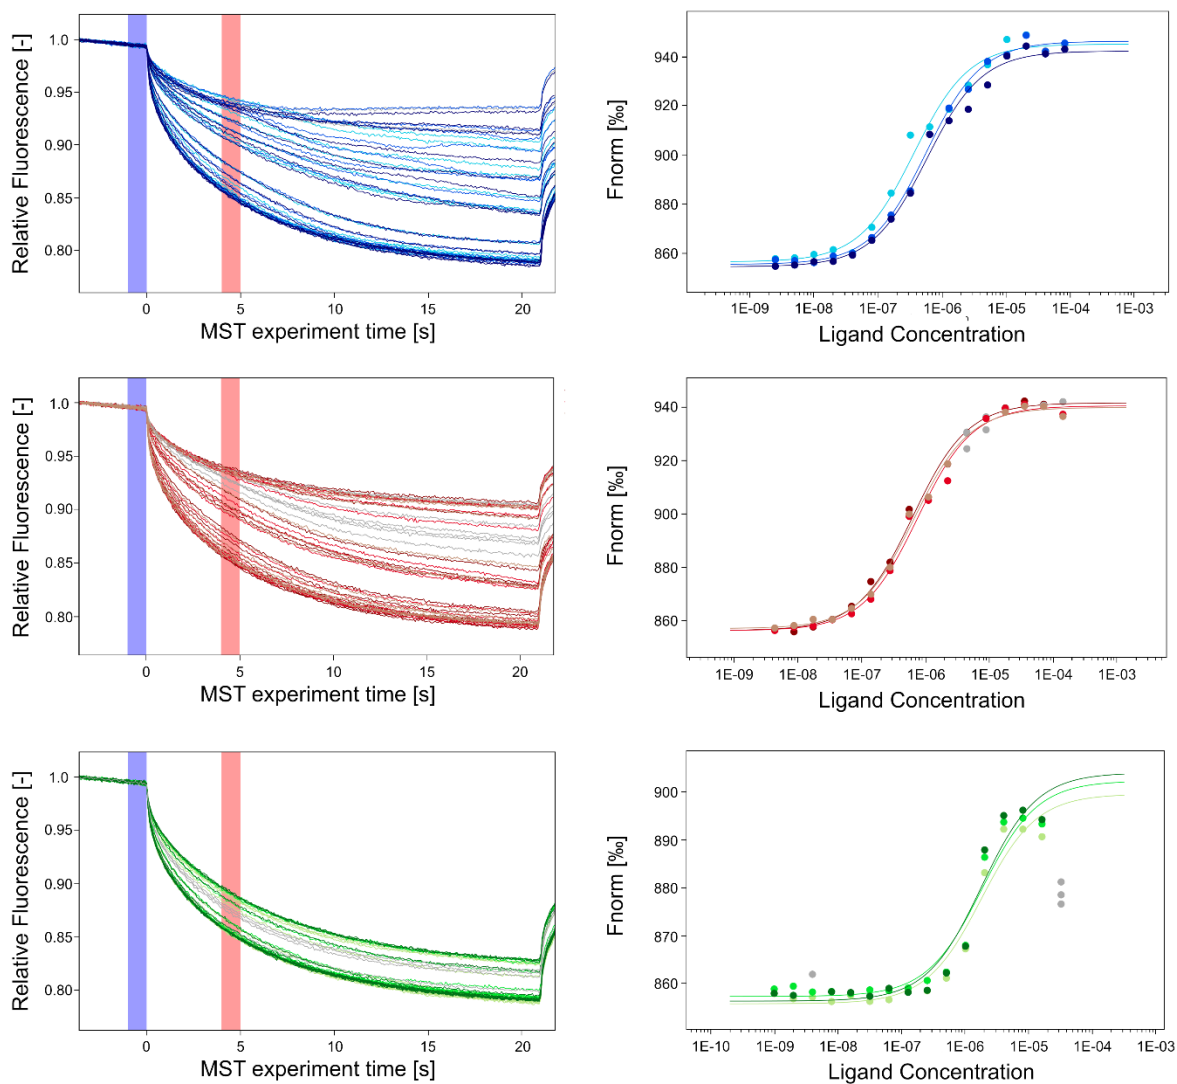 Relative Fluorescence [-]
1.0
0.95
0.90
0.85
0.80
0
5
10
15
20
MST experiment time [s]
Fnorm [‰]
940
920
900
880
860
1E-09
1E-08
1E-07
1E-06
1E-05
1E-04
1E-03
Ligand Concentration
Relative Fluorescence [-]
1.0
0.95
0.90
0.85
0.80
0
5
10
15
20
MST experiment time [s]
Fnorm [‰]
940
920
900
880
860
1E-09
1E-08
1E-07
1E-06
1E-05
1E-04
1E-03
Ligand Concentration
Relative Fluorescence [-]
1.0
0.95
0.90
0.85
0.80
0
5
10
15
20
MST experiment time [s]
Fnorm [‰]
900
890
880
870
860
1E-10
1E-09
1E-08
1E-07
1E-06
1E-05
1E-04
1E-03
Ligand Concentration